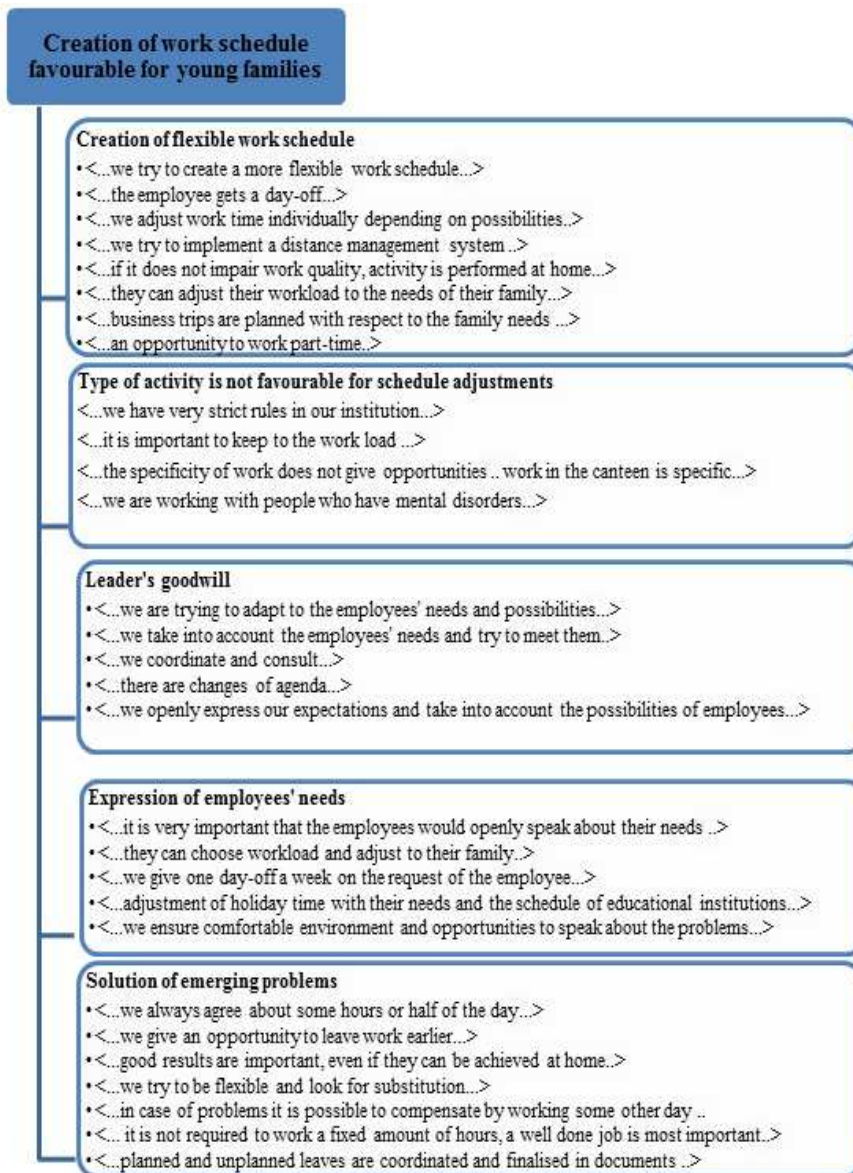 Creation of work schedule
favourable for young families
Creation of flexible work schedule
•<...we try to create a more flexible work schedule...>
•<...the employee gets a day-off...>
•<...we adjust work time individually depending on possibilities..>
•<...we try to implement a distance management system ..>
•<...if it does not impair work quality, activity is performed at home...>
•<...they can adjust their workload to the needs of their family...>
•<...business trips are planned with respect to the family needs ...>
•<...an opportunity to work part-time..>
Type of activity is not favourable for schedule adjustments
<...we have very strict rules in our institution...>
<...it is important to keep to the work load ...>
<...the specificity of work does not give opportunities .. work in the canteen is specific...>
<...we are working with people who have mental disorders...>
Leader's goodwill
•<...we are trying to adapt to the employees' needs and possibilities...>
•<...we take into account the employees' needs and try to meet them..>
•<...we coordinate and consult...>
•<...there are changes of agenda...>
•<...we openly express our expectations and take into account the possibilities of employees...>
Expression of employees' needs
•<...it is very important that the employees would openly speak about their needs ..>
•<...they can choose workload and adjust to their family..>
•<...we give one day-off a week on the request of the employee...>
•<...adjustment of holiday time with their needs and the schedule of educational institutions...>
•<...we ensure comfortable environment and opportunities to speak about the problems...>
Solution of emerging problems
•<...we always agree about some hours or half of the day...>
•<...we give an opportunity to leave work earlier...>
•<...good results are important, even if they can be achieved at home..>
•<...we try to be flexible and look for substitution...>
•<...in case of problems it is possible to compensate by working some other day ..
•<... it is not required to work a fixed amount of hours, a well done job is most important..>
•<...planned and unplanned leaves are coordinated and finalised in documents ..>